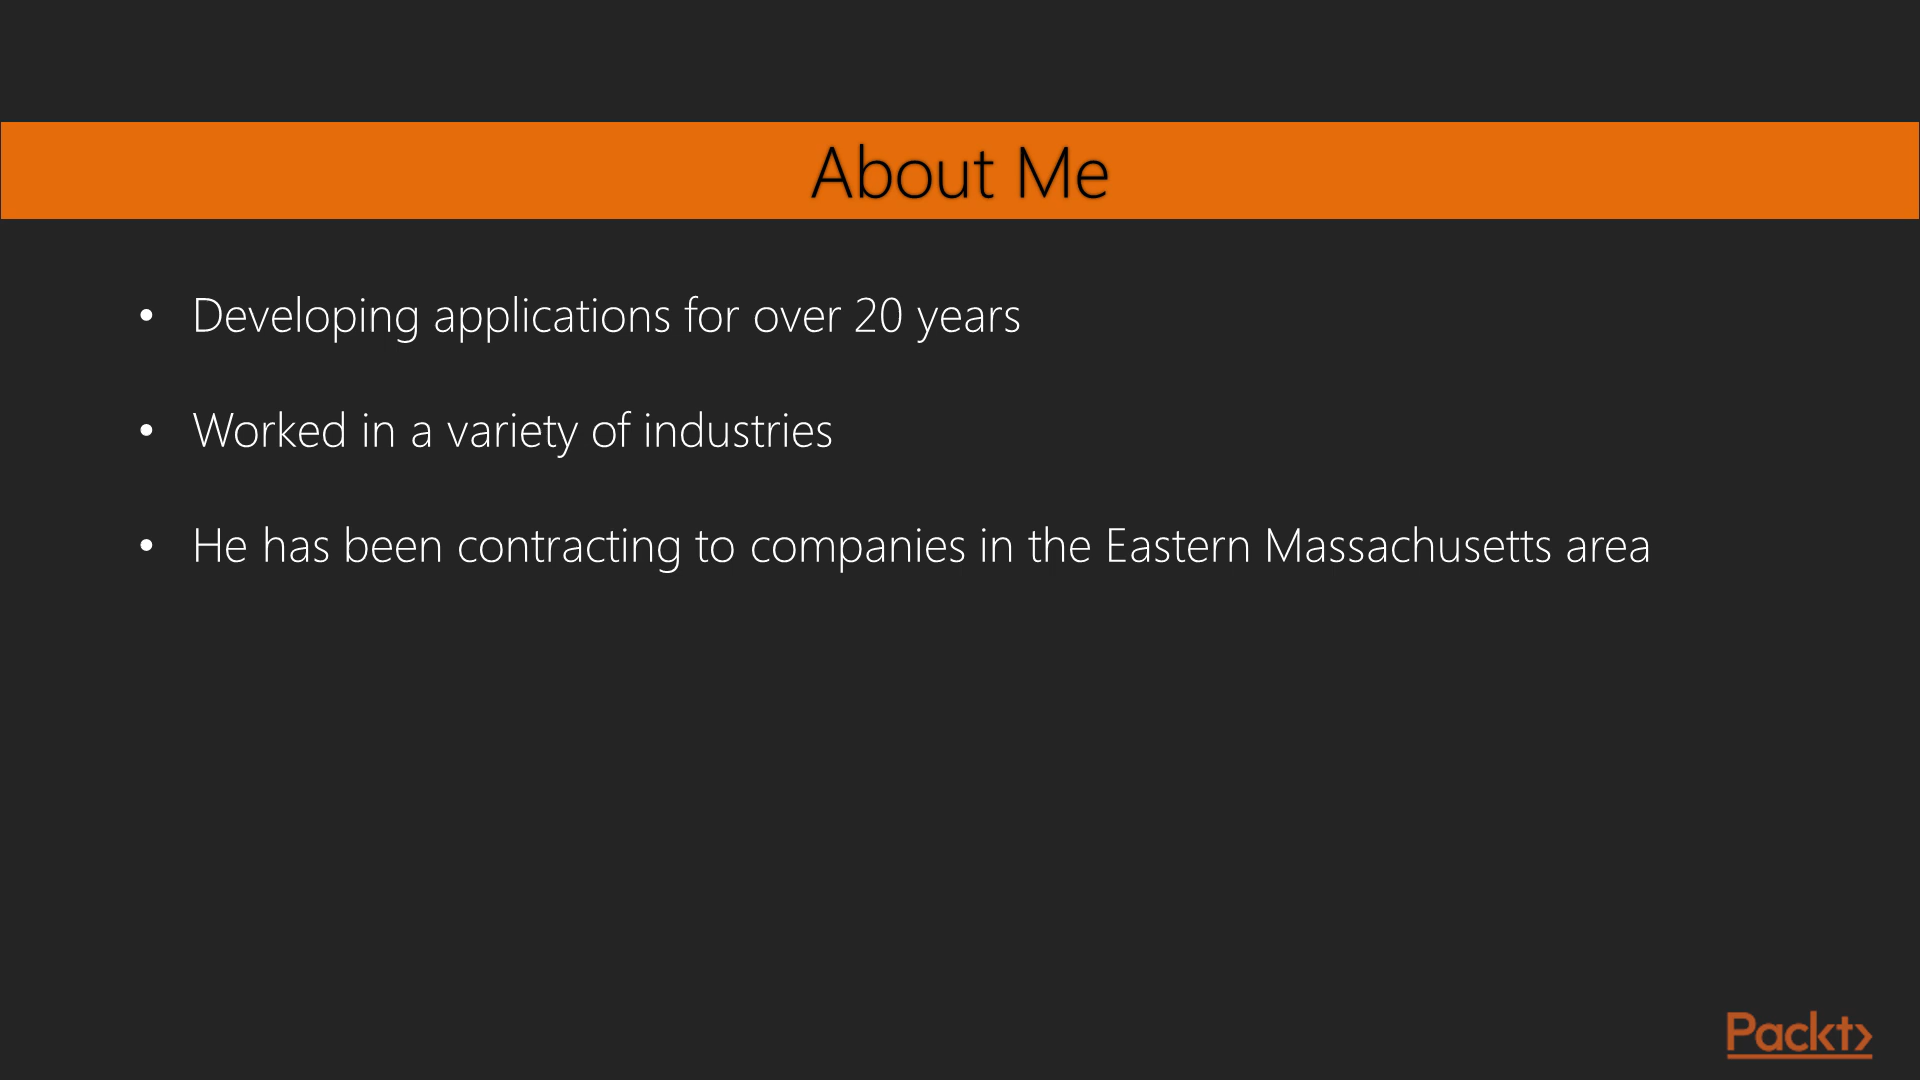 About Me
• Developing applications for over 20 years
• Worked in a variety of industries
• He has been contracting to companies in the Eastern Massachusetts area
Packt>